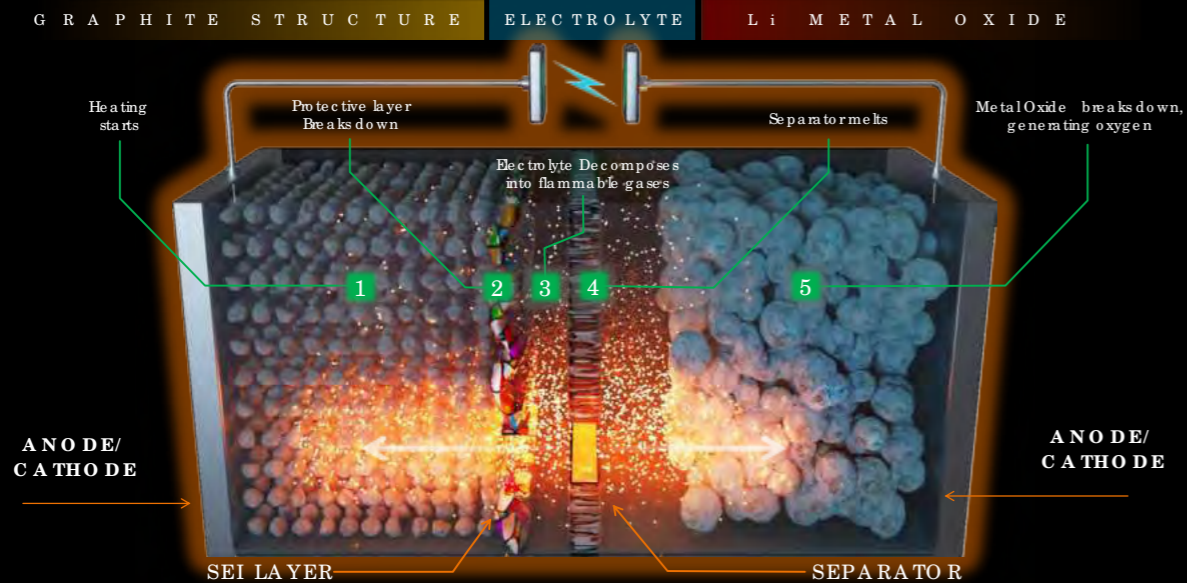 GRAPHITE STRUCTURE
ELECTROLYTE
Li METAL OXIDE
Heating
starts
Protective layer
Breaks down
Electrolyte Decomposes
into flammable gases
Separator melts
Metal Oxide breaks down,
generating oxygen
1
2
3
4
5
ANODE/
CATHODE
ANODE/
CATHODE
SEI LAYER
SEPARATOR